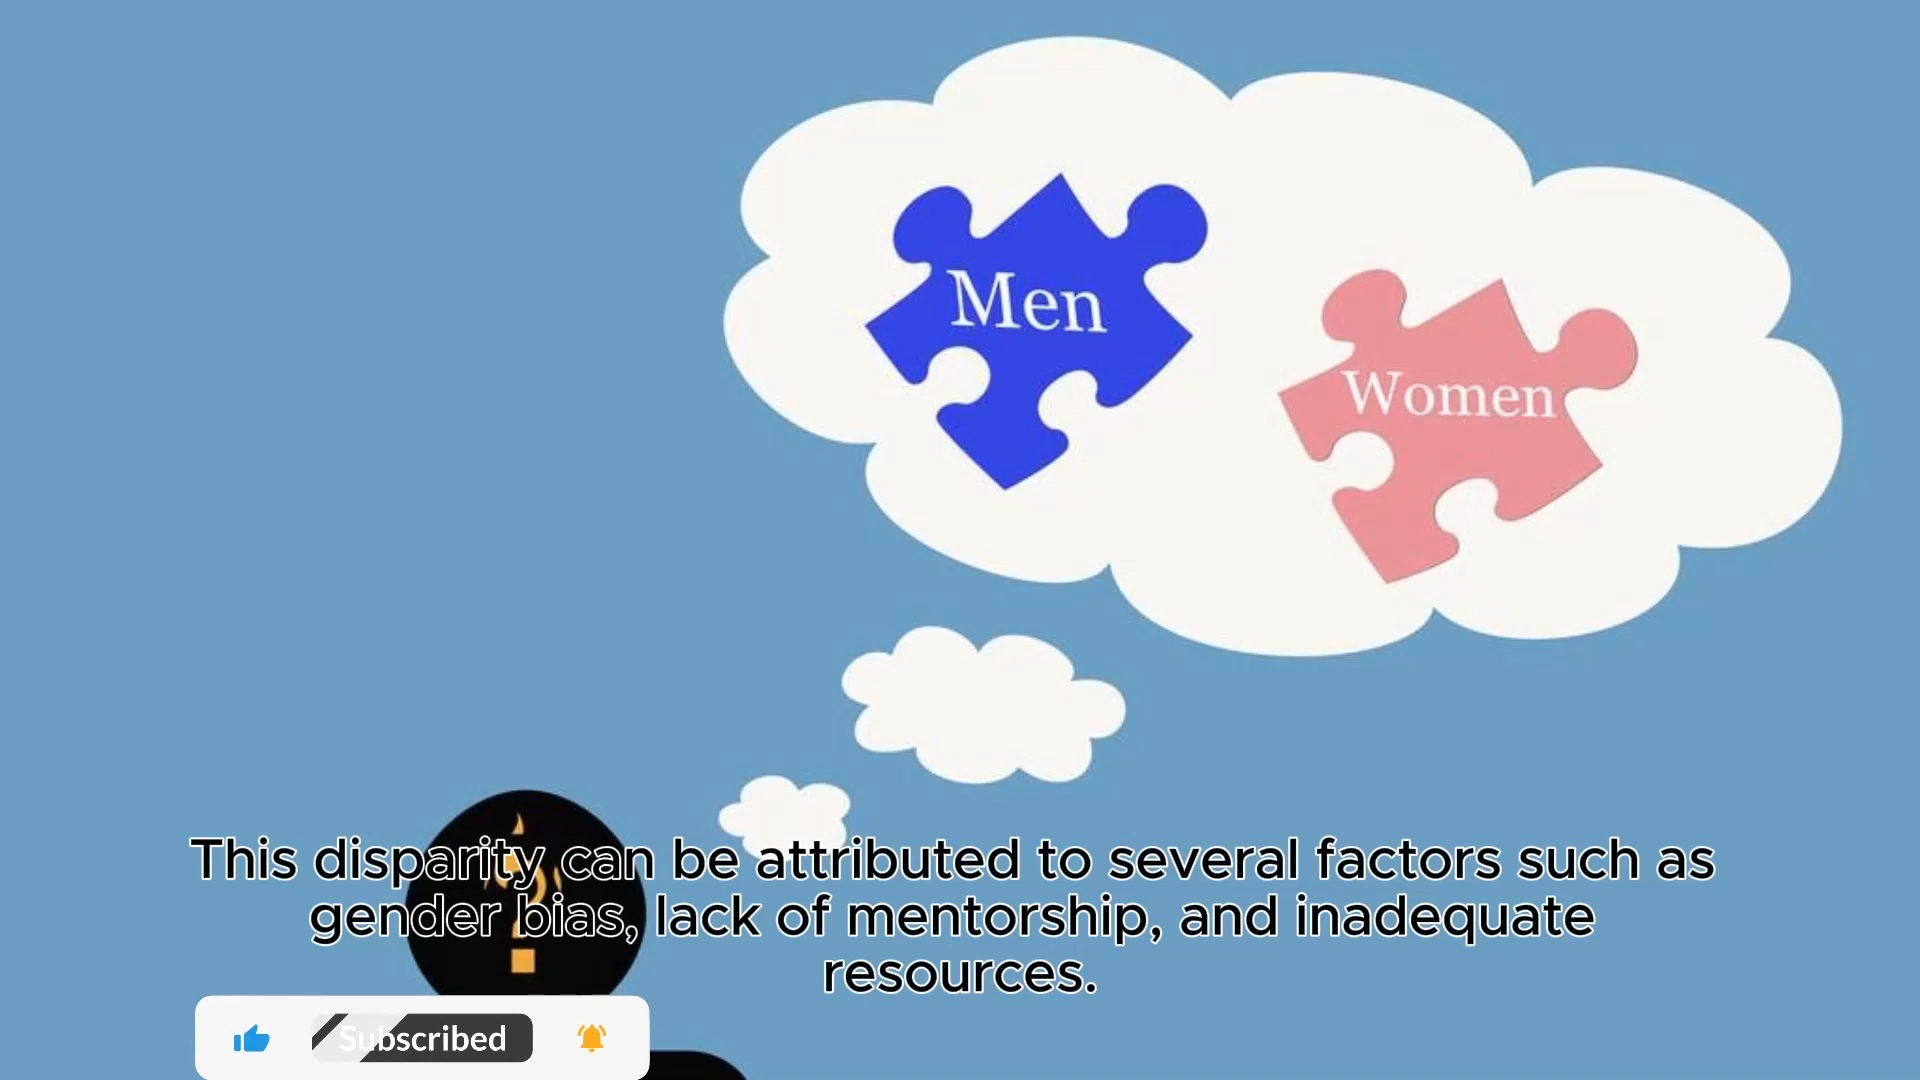 Men
Women
?
This disparity can be attributed to several factors such as
gender bias, lack of mentorship, and inadequate
resources.
Subscribed